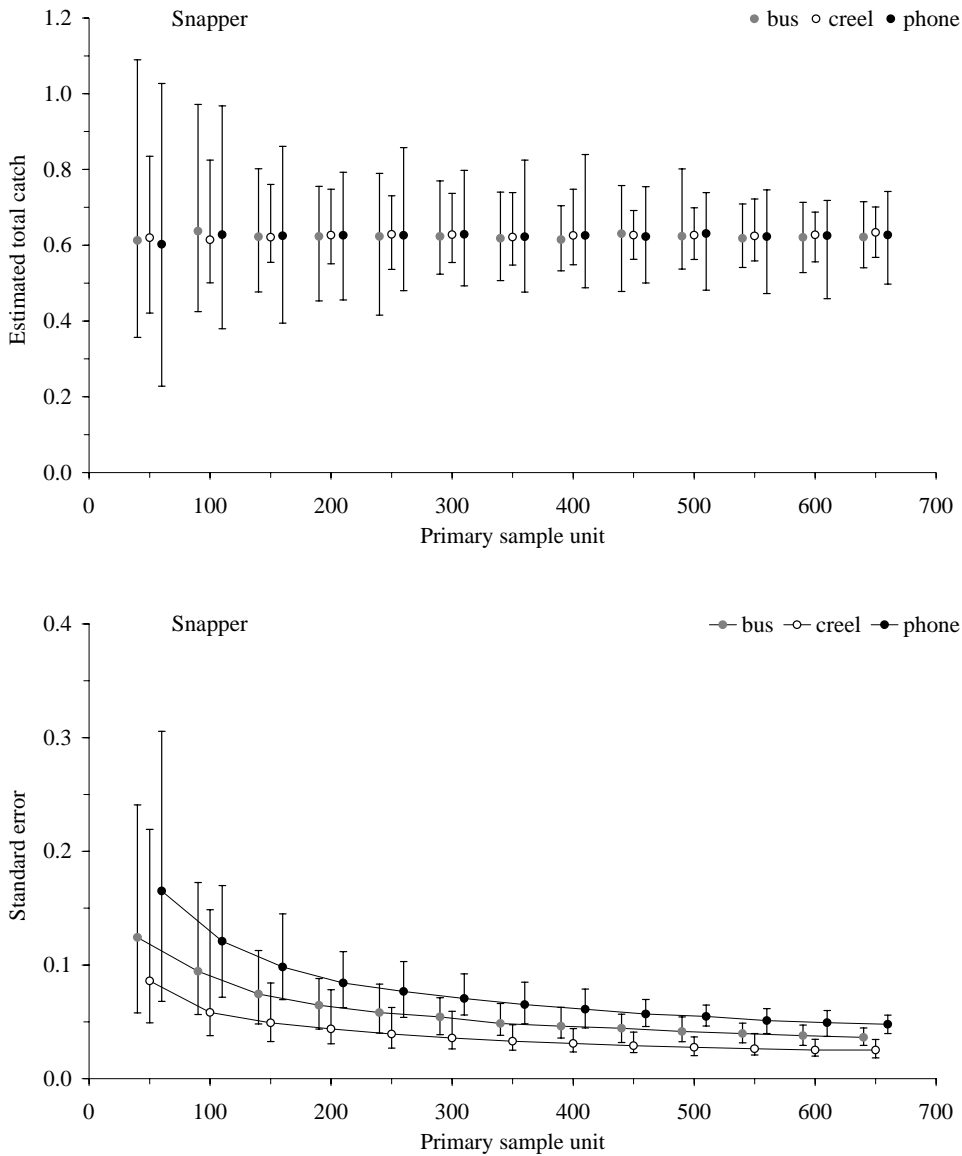 Snapper
bus creel phone
1.2
1.0
0.8
0.6
0.4
0.2
0.0
Estimated total catch
0 100 200 300 400 500 600 700
Primary sample unit
Snapper
bus creel phone
0.4
0.3
0.2
0.1
0.0
Standard error
0 100 200 300 400 500 600 700
Primary sample unit